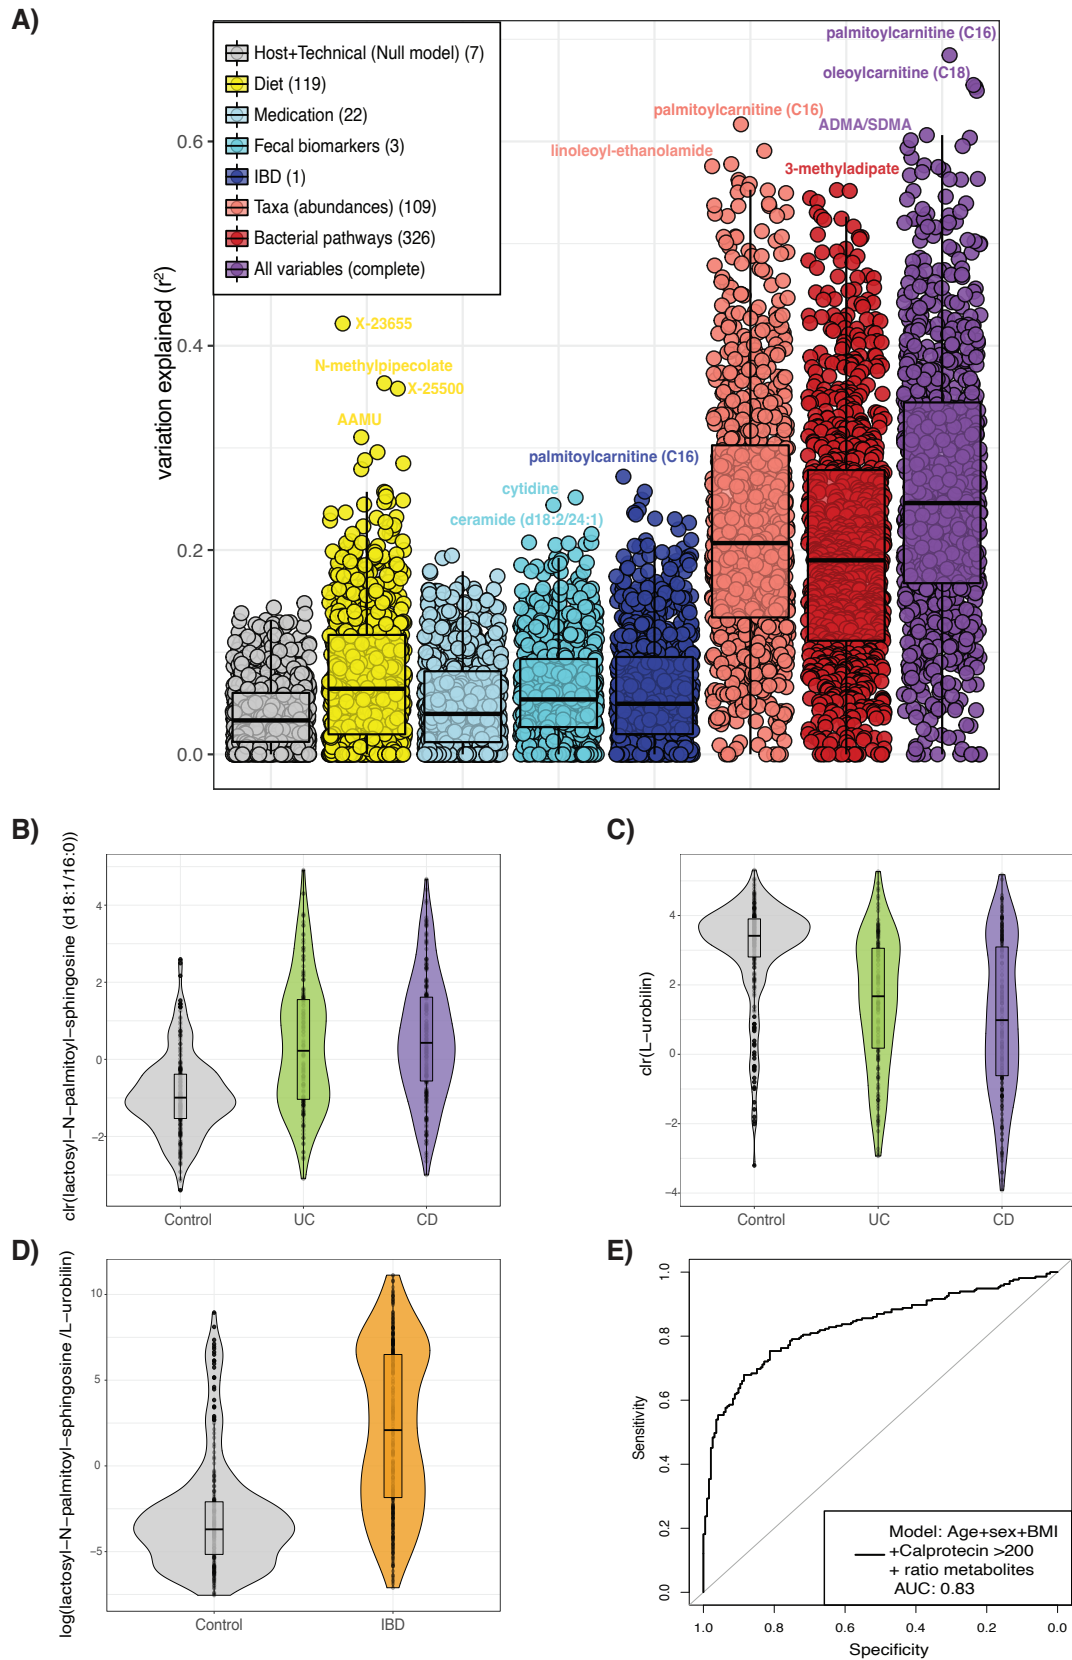 A)
Host+Technical (Null model) (7)
Diet (119)
Medication (22)
Fecal biomarkers (3)
IBD (1)
Taxa (abundances) (109)
Bacterial pathways (326)
All variables (complete)
palmitoylcarnitine (C16)
oleoylcarnitine (C18)
palmitoylcarnitine (C16)
ADMA/SDMA
linoleoyl-ethanolamide
3-methyladipate
X-23655
N-methylpipecolate
X-25500
AAMU
palmitoylcarnitine (C16)
cytidine
ceramide (d18:2/24:1)
variation explained (r²)
0.6
0.4
0.2
0.0
B)
clr(lactosyl−N−palmitoyl−sphingosine (d18:1/16:0))
4
2
0
−2
Control
UC
CD
C)
clr(L−urobilin)
4
2
0
−2
−4
Control
UC
CD
D)
log(lactosyl−N−palmitoyl−sphingosine /L−urobilin)
10
5
0
−5
Control
IBD
E)
Sensitivity
1.0
0.8
0.6
0.4
0.2
0.0
Model: Age+sex+BMI
+Calprotecin >200
+ ratio metabolites
AUC: 0.83
1.0
0.8
0.6
0.4
0.2
0.0
Specificity